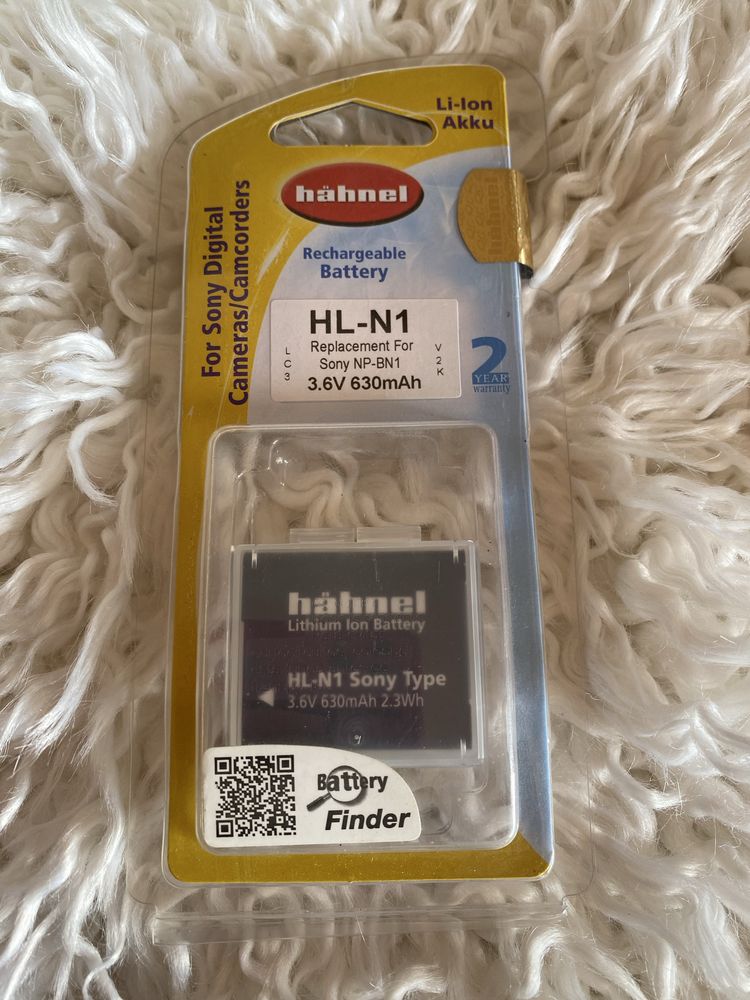 Li-Ion
Akku
hähnel
hähnel
Rechargeable
Battery
For Sony Digital
Cameras/Camcorders
HL-N1
Replacement For
Sony NP-BN1
3.6V 630mAh
L
C
3
V
2
K
2
YEAR
warranty
hähnel
Lithium Ion Battery
HL-N1 Sony Type
3.6V 630mAh 2.3Wh
Battery
Finder